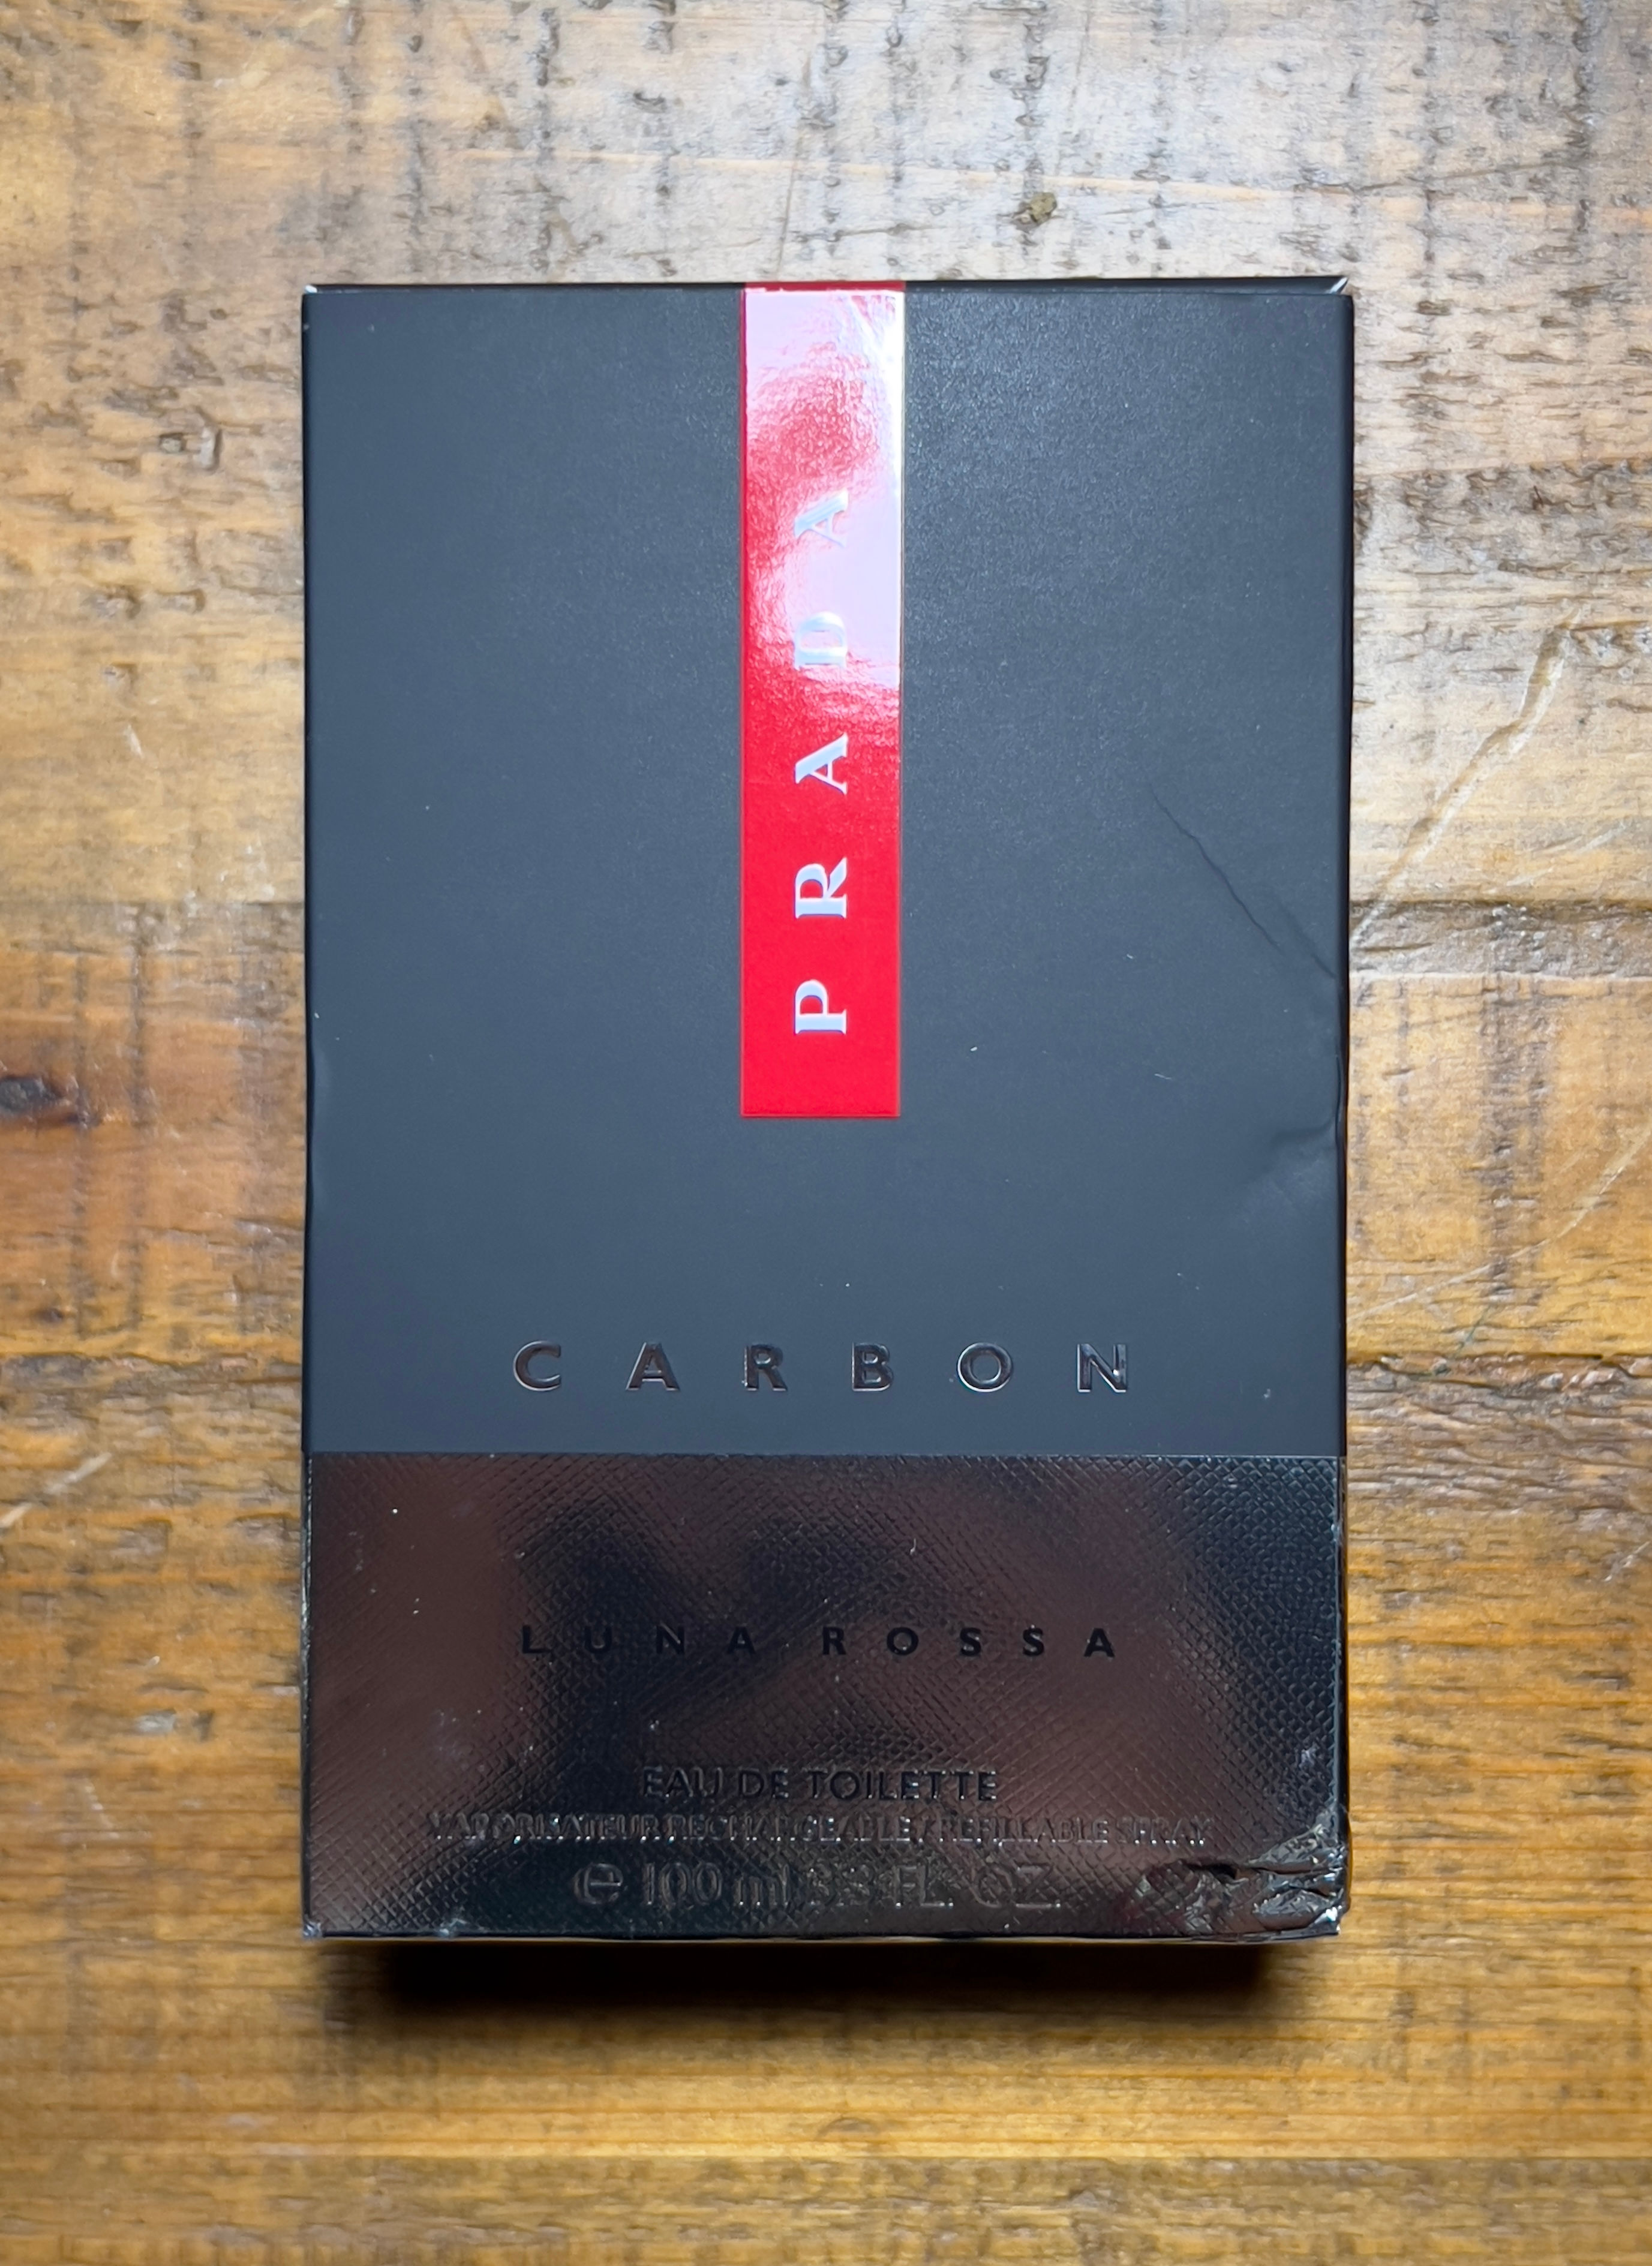 PRADA
CARBON
LUNA ROSSA
EAU DE TOILETTE
VAPORISATEUR RECHARGEABLE / REFILLABLE SPRAY
e 100 ml 3.3 FL. OZ.